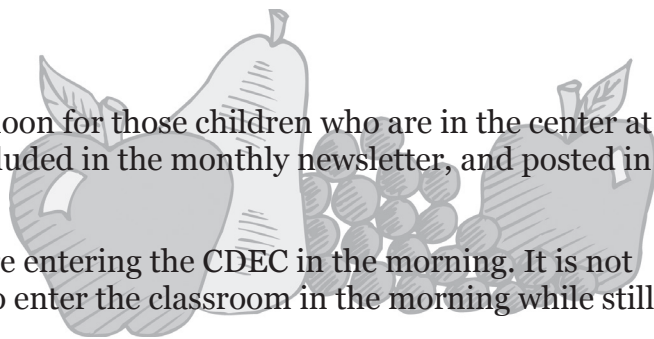 oon for those children who are in the center at
luded in the monthly newsletter, and posted in
e entering the CDEC in the morning. It is not
o enter the classroom in the morning while still